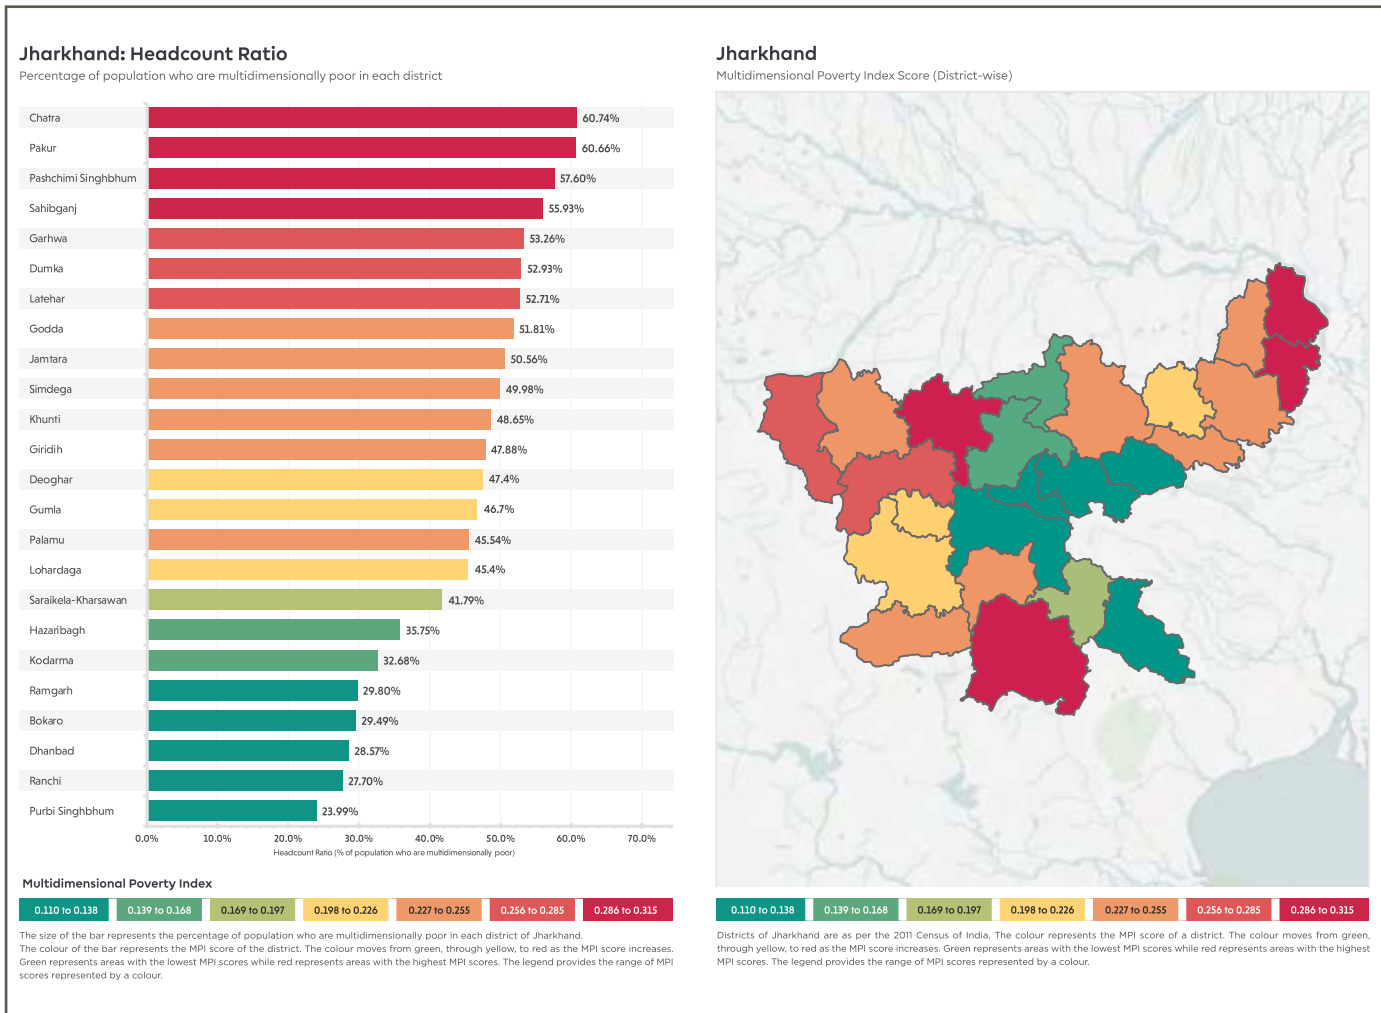 Jharkhand: Headcount Ratio
Percentage of population who are multidimensionally poor in each district
Chatra 60.74%
Pakur 60.66%
Pashchimi Singhbhum 57.60%
Sahibganj 55.93%
Garhwa 53.26%
Dumka 52.93%
Latehar 52.71%
Godda 51.81%
Jamtara 50.56%
Simdega 49.98%
Khunti 48.65%
Giridih 47.88%
Deoghar 47.4%
Gumla 46.7%
Palamu 45.54%
Lohardaga 45.4%
Saraikela-Kharsawan 41.79%
Hazaribagh 35.75%
Kodarma 32.68%
Ramgarh 29.80%
Bokaro 29.49%
Dhanbad 28.57%
Ranchi 27.70%
Purbi Singhbhum 23.99%
0.0% 10.0% 20.0% 30.0% 40.0% 50.0% 60.0% 70.0%
Headcount Ratio (% of population who are multidimensionally poor)
Multidimensional Poverty Index
0.110 to 0.138 0.139 to 0.168 0.169 to 0.197 0.198 to 0.226 0.227 to 0.255 0.256 to 0.285 0.286 to 0.315
The size of the bar represents the percentage of population who are multidimensionally poor in each district of Jharkhand.
The colour of the bar represents the MPI score of the district. The colour moves from green, through yellow, to red as the MPI score increases.
Green represents areas with the lowest MPI scores while red represents areas with the highest MPI scores. The legend provides the range of MPI
scores represented by a colour.
Jharkhand
Multidimensional Poverty Index Score (District-wise)
0.110 to 0.138 0.139 to 0.168 0.169 to 0.197 0.198 to 0.226 0.227 to 0.255 0.256 to 0.285 0.286 to 0.315
Districts of Jharkhand are as per the 2011 Census of India. The colour represents the MPI score of a district. The colour moves from green,
through yellow, to red as the MPI score increases. Green represents areas with the lowest MPI scores while red represents areas with the highest
MPI scores. The legend provides the range of MPI scores represented by a colour.